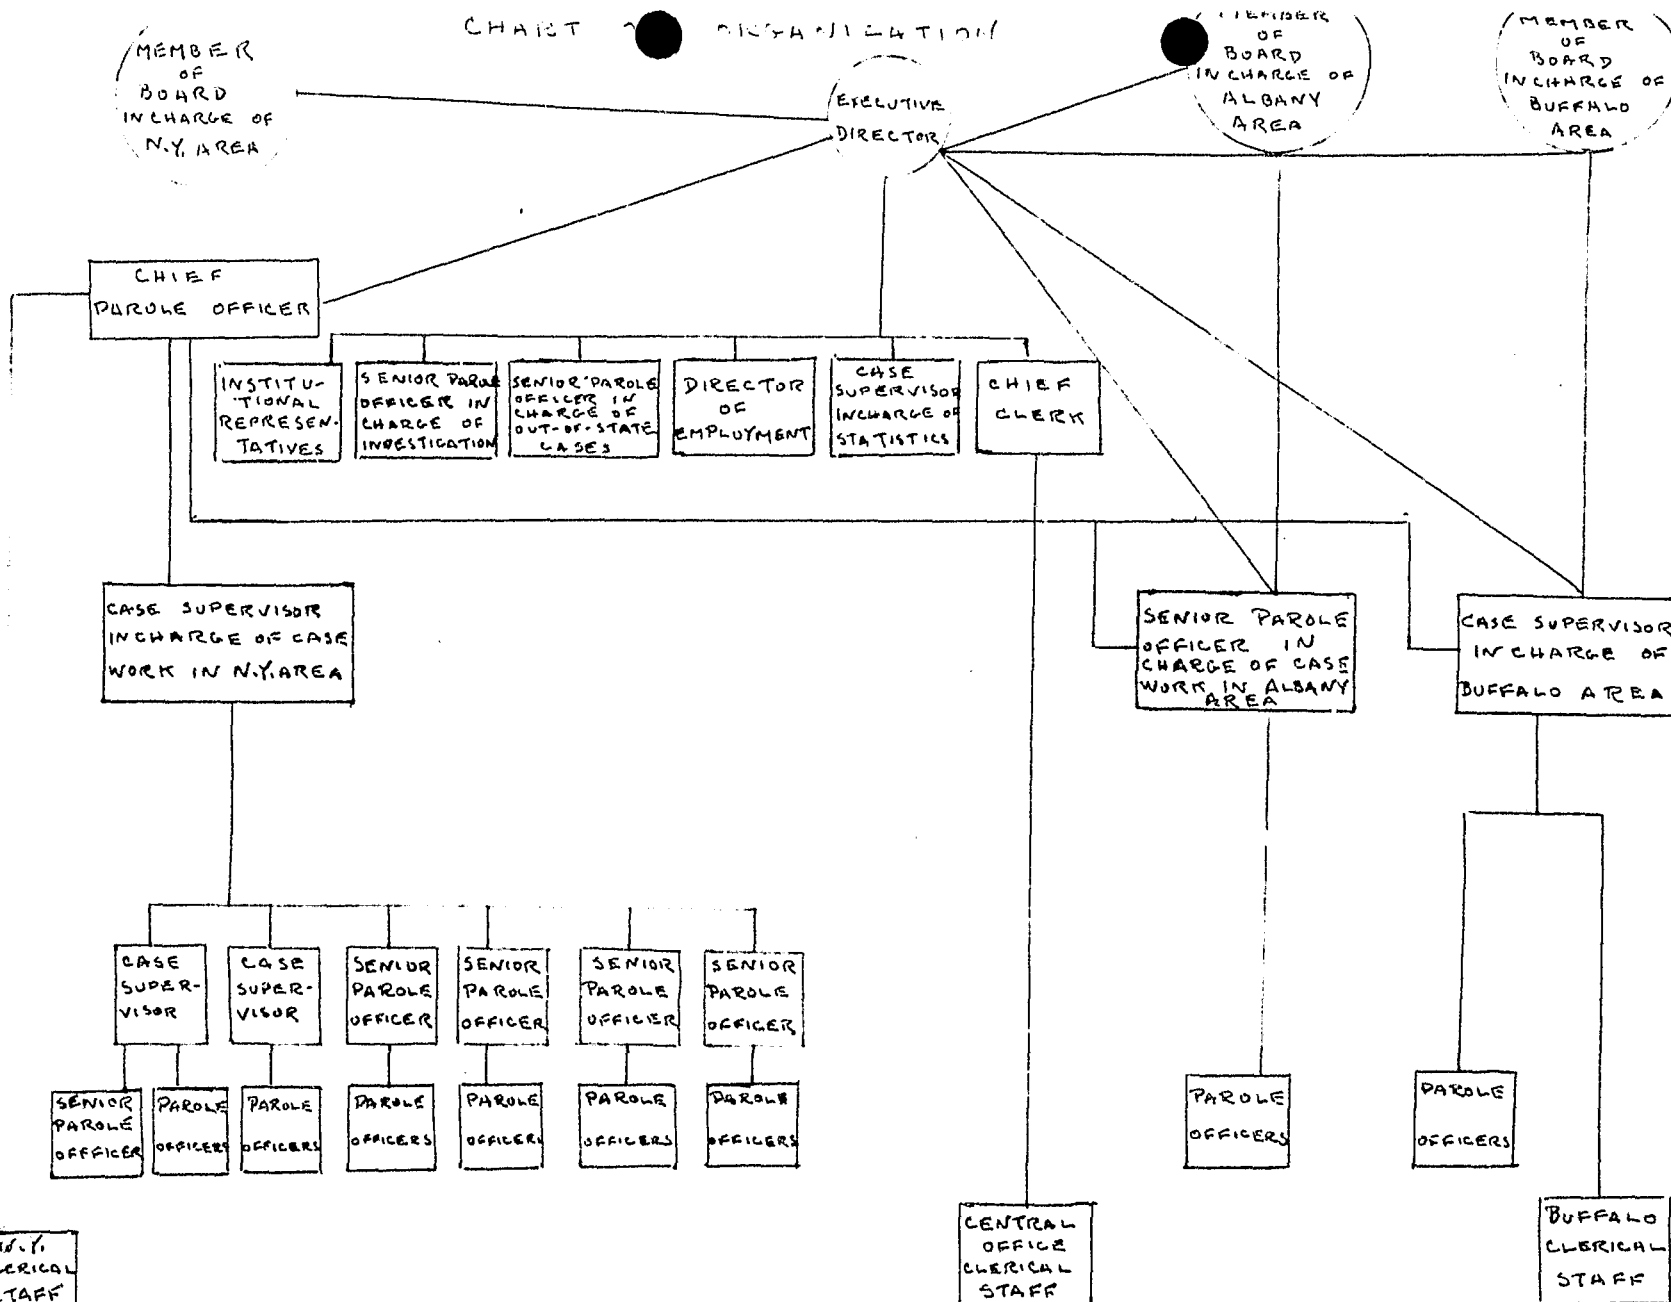 CHART ORGANIZATION
MEMBER
OF
BOARD
IN CHARGE OF
N.Y. AREA
EXECUTIVE
DIRECTOR
MEMBER
OF
BOARD
IN CHARGE OF
ALBANY
AREA
MEMBER
OF
BOARD
IN CHARGE OF
BUFFALO
AREA
CHIEF
PAROLE OFFICER
INSTITU-
TIONAL
REPRESEN-
TATIVES
SENIOR PAROLE
OFFICER IN
CHARGE OF
INVESTIGATION
SENIOR PAROLE
OFFICER IN
CHARGE OF
OUT-OF-STATE
CASES
DIRECTOR
OF
EMPLOYMENT
CASE
SUPERVISOR
IN CHARGE OF
STATISTICS
CHIEF
CLERK
CASE SUPERVISOR
IN CHARGE OF CASE
WORK IN N.Y. AREA
SENIOR PAROLE
OFFICER IN
CHARGE OF CASE
WORK IN ALBANY
AREA
CASE SUPERVISOR
IN CHARGE OF
BUFFALO AREA
CASE
SUPER-
VISOR
CASE
SUPER-
VISOR
SENIOR
PAROLE
OFFICER
SENIOR
PAROLE
OFFICER
SENIOR
PAROLE
OFFICER
SENIOR
PAROLE
OFFICER
SENIOR
PAROLE
OFFFICER
PAROLE
OFFICERS
PAROLE
OFFICERS
PAROLE
OFFICERS
PAROLE
OFFICERS
PAROLE
OFFICERS
PAROLE
OFFICERS
PAROLE
OFFICERS
PAROLE
OFFICERS
N.Y.
CLERICAL
STAFF
CENTRAL
OFFICE
CLERICAL
STAFF
BUFFALO
CLERICAL
STAFF